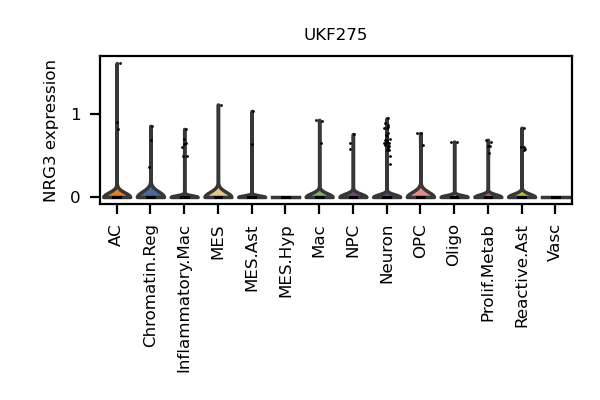 UKF275
NRG3 expression
1
0
AC
Chromatin.Reg
Inflammatory.Mac
MES
MES.Ast
MES.Hyp
Mac
NPC
Neuron
OPC
Oligo
Prolif.Metab
Reactive.Ast
Vasc